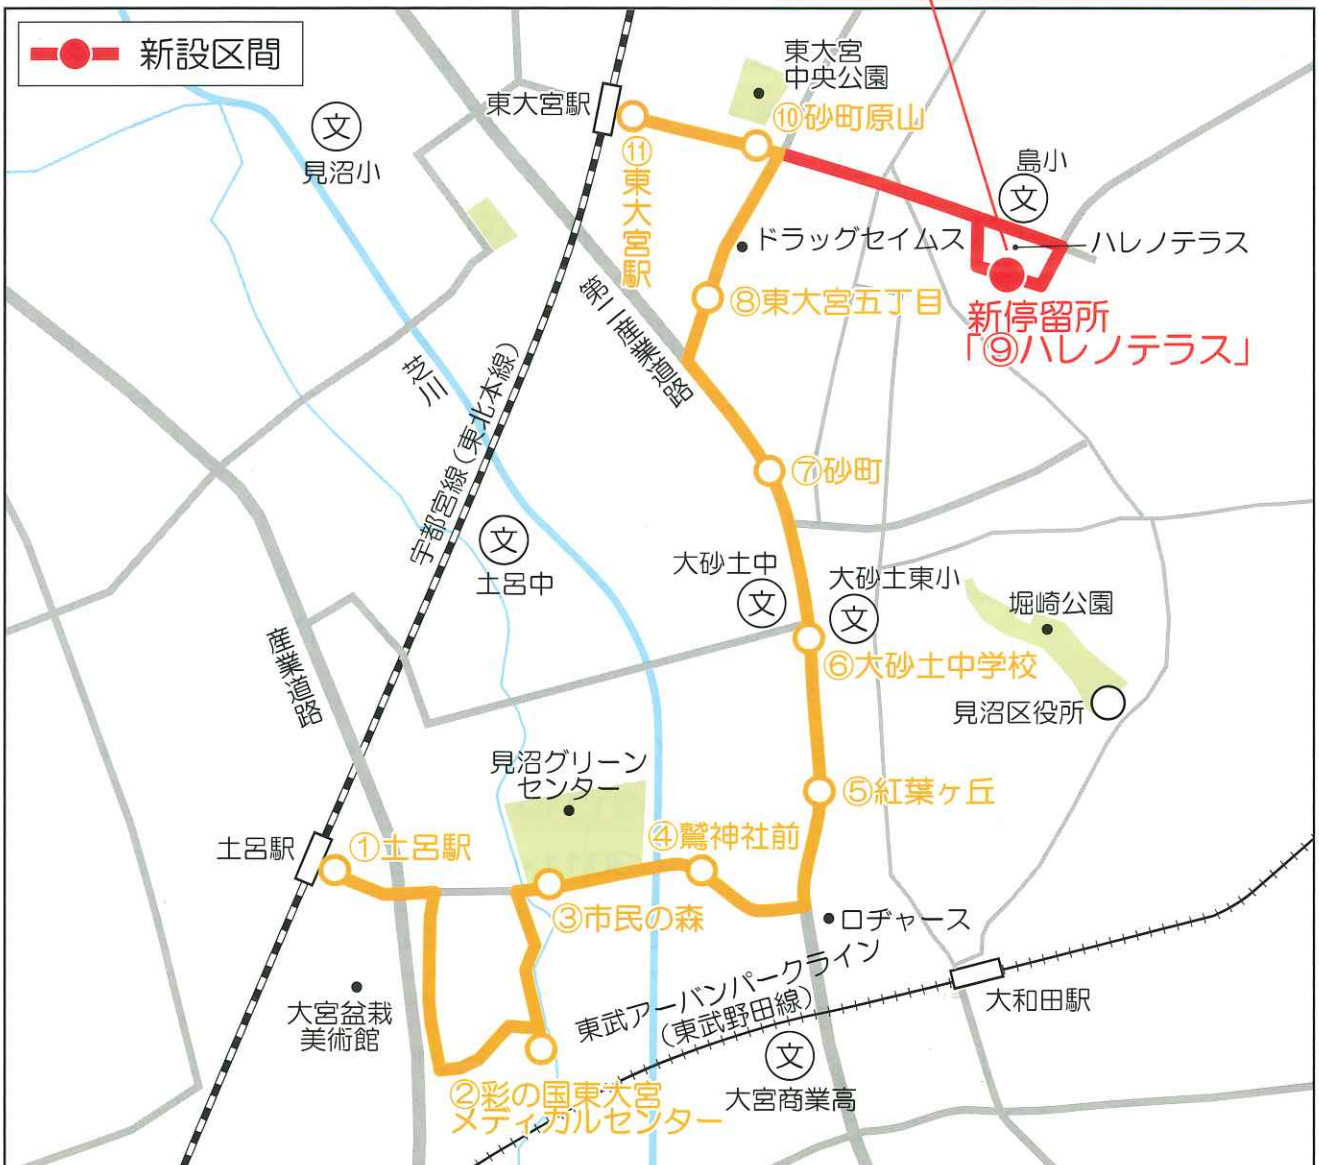 新設区間
東大宮
中央公園
東大宮駅
⑩砂町原山
文
見沼小
島小
文
⑪東大宮駅
ドラッグセイムス
ハレノテラス
⑧東大宮五丁目
新停留所
「⑨ハレノテラス」
第二産業道路
芝川
宇都宮線(東北本線)
⑦砂町
文
土呂中
大砂土中
文
大砂土東小
文
堀崎公園
⑥大砂土中学校
見沼区役所
産業道路
見沼グリーン
センター
⑤紅葉ヶ丘
④鷲神社前
土呂駅
①土呂駅
③市民の森
ロヂャース
東武アーバンパークライン
(東武野田線)
大和田駅
大宮盆栽
美術館
文
大宮商業高
②彩の国東大宮
メディカルセンター